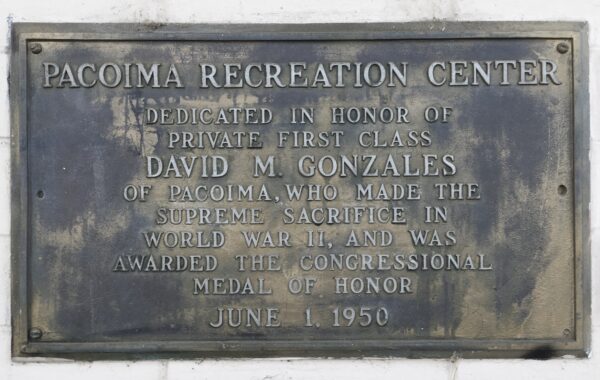 PACOIMA RECREATION CENTER
DEDICATED IN HONOR OF
PRIVATE FIRST CLASS
DAVID M. GONZALES
OF PACOIMA, WHO MADE THE
SUPREME SACRIFICE IN
WORLD WAR II, AND WAS
AWARDED THE CONGRESSIONAL
MEDAL OF HONOR
JUNE 1, 1950